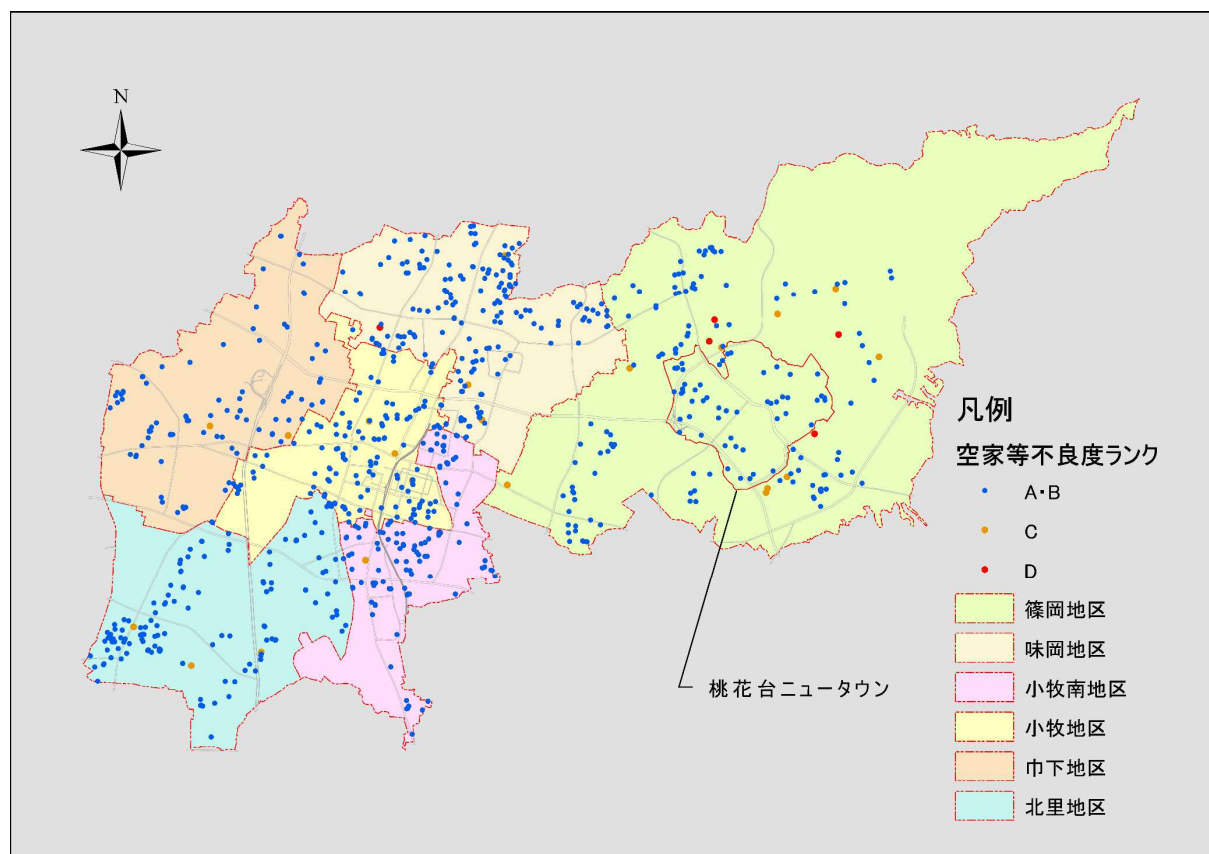 N
凡例
空家等不良度ランク
A・B
C
D
篠岡地区
味岡地区
小牧南地区
小牧地区
巾下地区
北里地区
桃花台ニュータウン